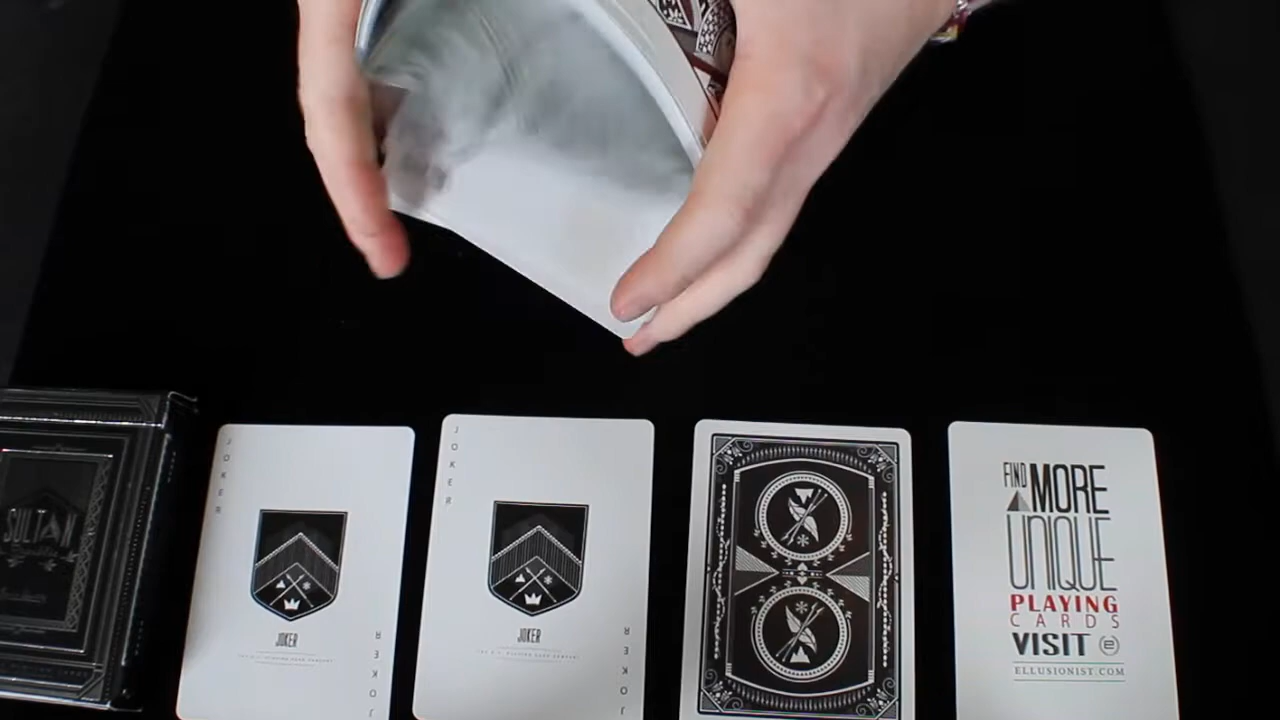 SULTAN
JOKER
JOKER
JOKER
JOKER
JOKER
JOKER
FIND MORE
UNIQUE
PLAYING
CARDS
VISIT
ELLUSIONIST.COM